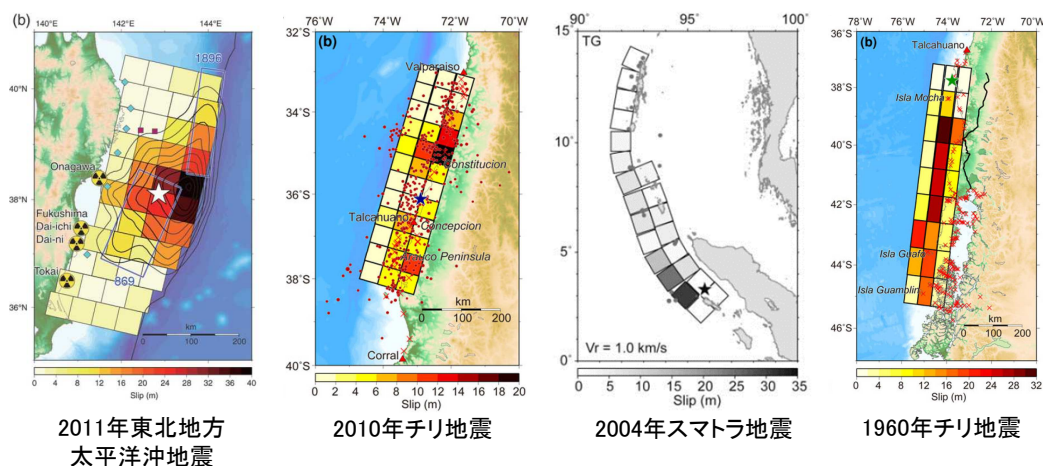 (b)
142°E
144°E
1896
40°N
38°N
36°N
Onagawa
Fukushima
Dai-ichi
Dai-ni
Tokai
869
km
0 100 200
0 4 8 12 16 20 24 28 32 36 40
Slip (m)
2011年東北地方
太平洋沖地震
76°W 74°W 72°W 70°W
32°S
(b)
Valparaiso
34°S
Constitucion
36°S
Talcahuano
Concepcion
Arauco Peninsula
38°S
km
0 100 200
Corral
40°S
0 2 4 6 8 10 12 14 16 18 20
Slip (m)
2010年チリ地震
90° 95° 100°
TG
15°
10°
5°
0°
Vr = 1.0 km/s
0 5 10 15 20 25 30 35
Slip (m)
2004年スマトラ地震
78°W 76°W 74°W 72°W 70°W
36°S
(b)
Talcahuano
38°S
Isla Mocha
40°S
42°S
Isla Guafo
44°S
Isla Guamblin
km
0 100 200
46°S
0 4 8 12 16 20 24 28 32
Slip (m)
1960年チリ地震